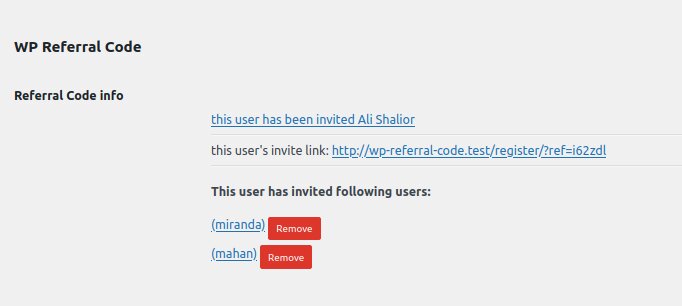 WP Referral Code
Referral Code info
this user has been invited Ali Shalior
this user's invite link: http://wp-referral-code.test/register/?ref=i62zdl
This user has invited following users:
(miranda) Remove
(mahan) Remove